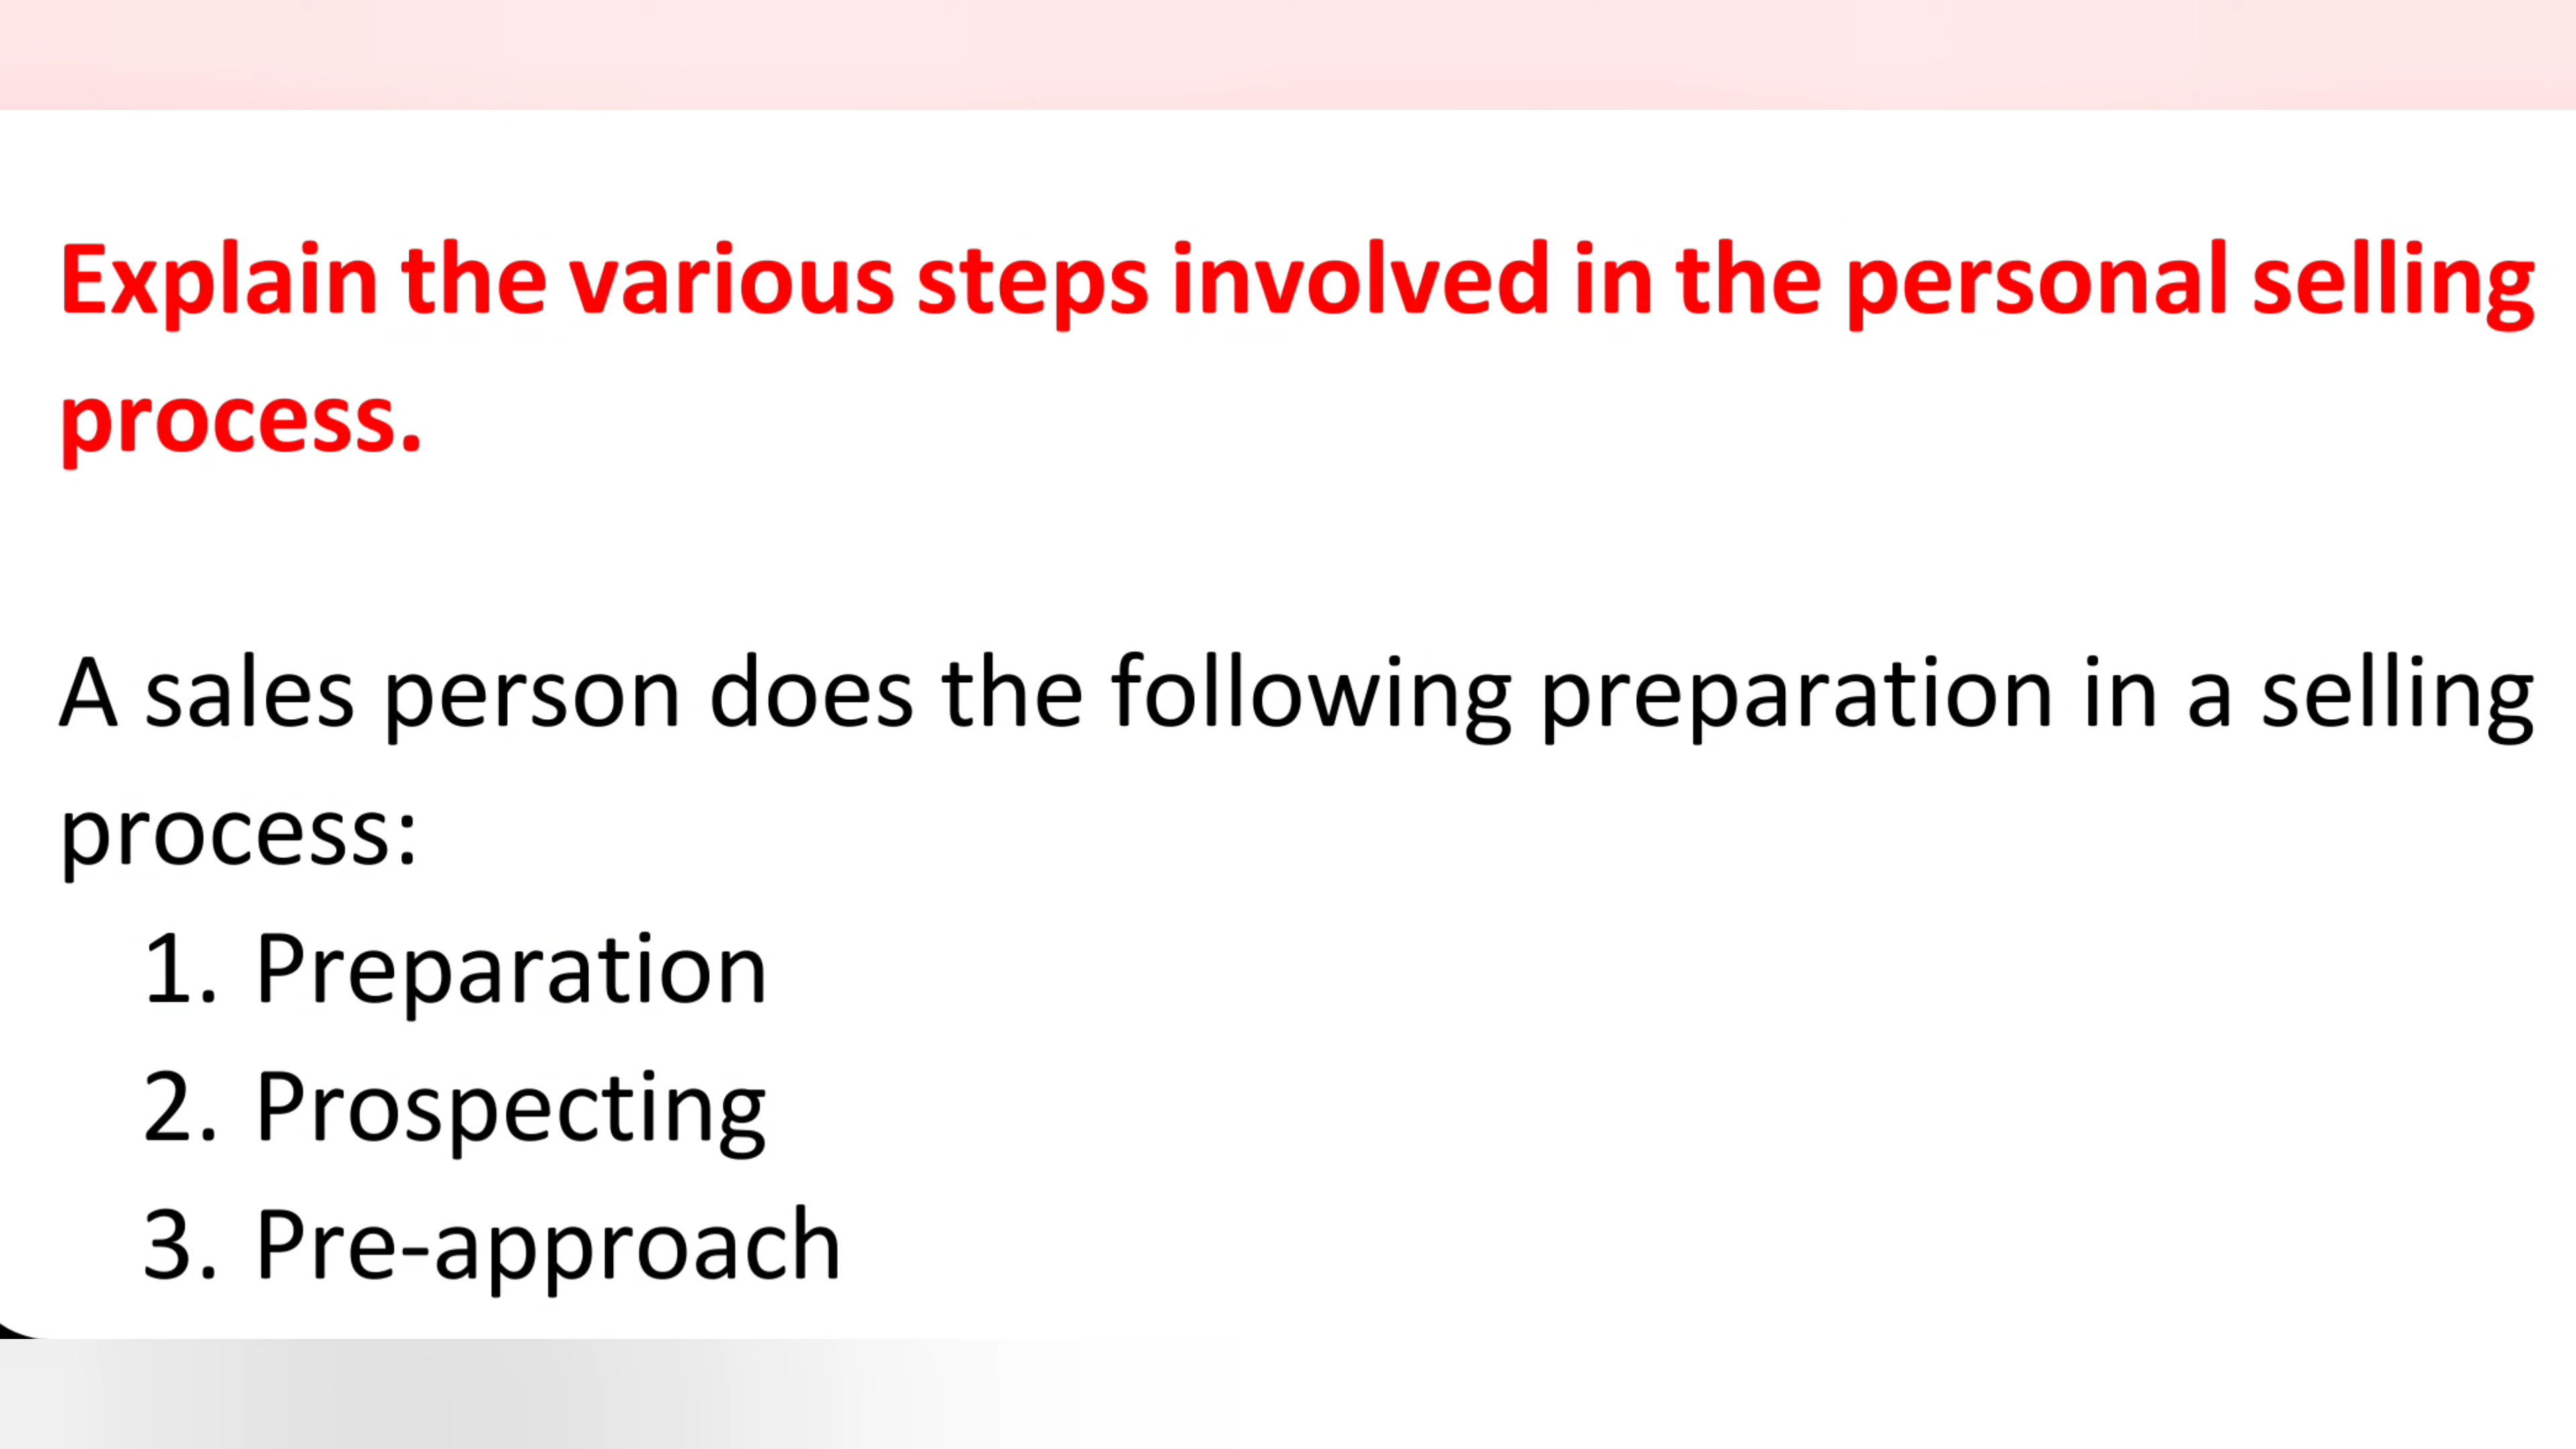 Explain the various steps involved in the personal selling
process.
A sales person does the following preparation in a selling
process:
1. Preparation
2. Prospecting
3. Pre-approach